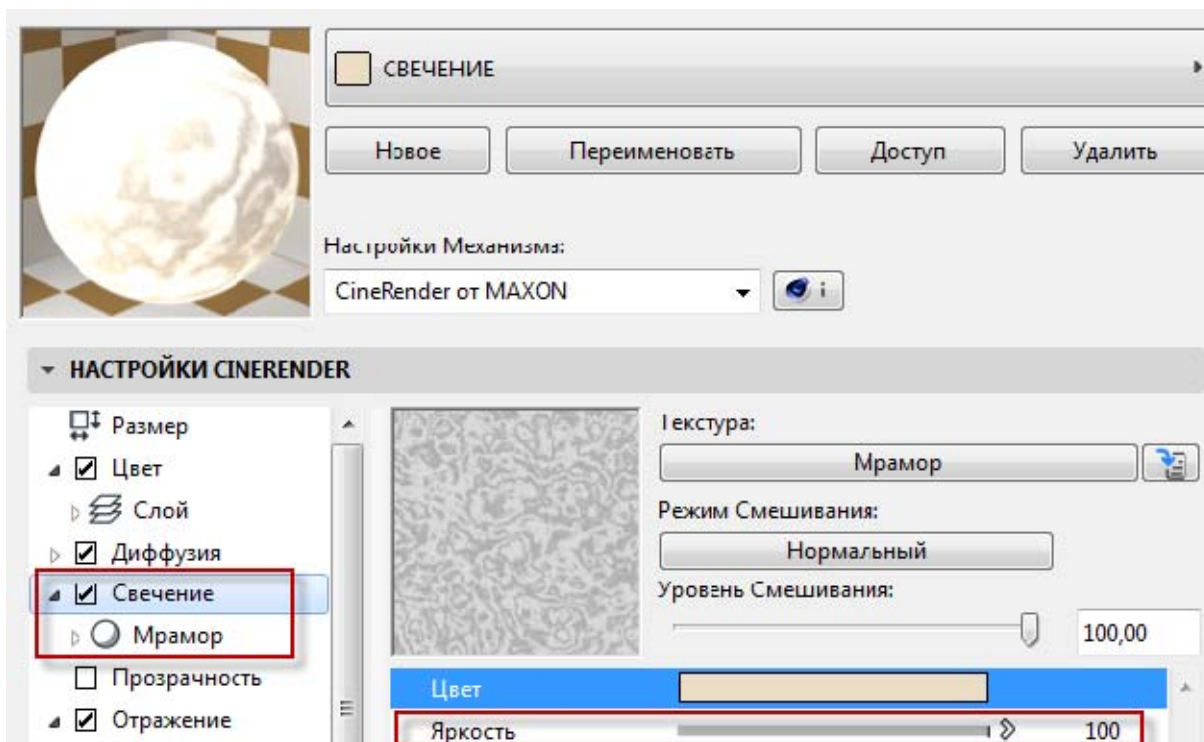 СВЕЧЕНИЕ
Новое Переименовать Доступ Удалить
Настройки Механизма:
CineRender от MAXON
i
НАСТРОЙКИ CINERENDER
Размер
Цвет
Слой
Диффузия
Свечение
Мрамор
Прозрачность
Отражение
Текстура:
Мрамор
Режим Смешивания:
Нормальный
Уровень Смешивания:
100,00
Цвет
Яркость 100